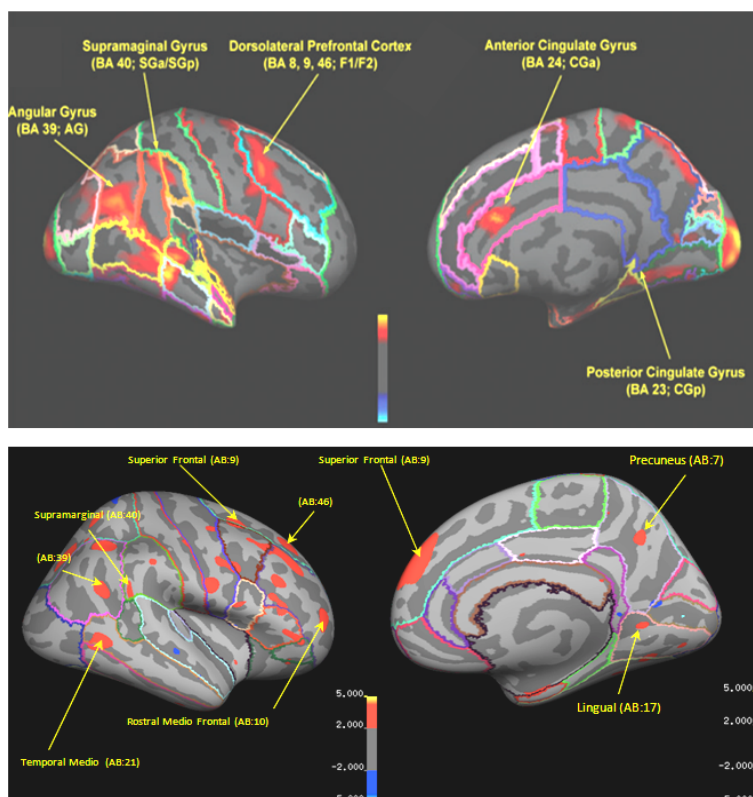 Supramaginal Gyrus
(BA 40; SGa/SGp)
Dorsolateral Prefrontal Cortex
(BA 8, 9, 46; F1/F2)
Anterior Cingulate Gyrus
(BA 24; CGa)
Angular Gyrus
(BA 39; AG)
Posterior Cingulate Gyrus
(BA 23; CGp)
Superior Frontal (AB:9)
Superior Frontal (AB:9)
Precuneus (AB:7)
Supramarginal (AB:40)
(AB:46)
(AB:39)
Rostral Medio Frontal (AB:10)
Temporal Medio (AB:21)
Lingual (AB:17)
5.000
2.000
-2.000
5.000
2.000
-2.000